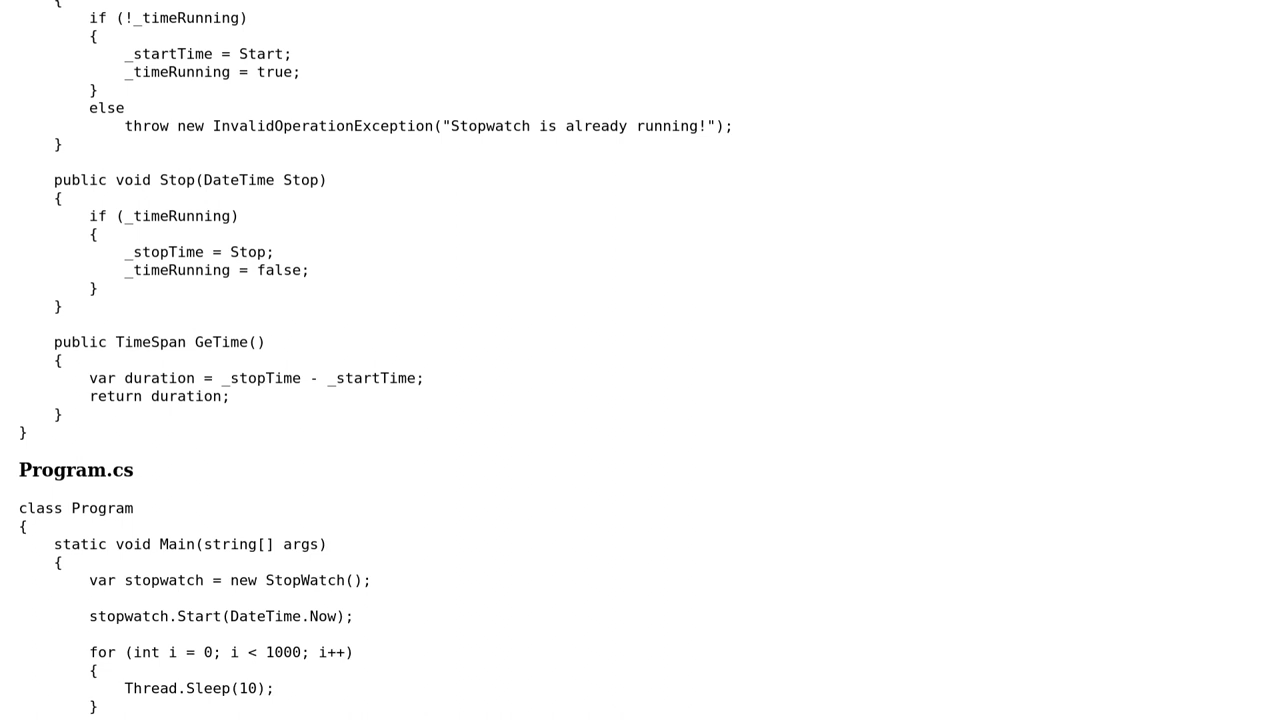 {
if (!_timeRunning)
{
_startTime = Start;
_timeRunning = true;
}
else
throw new InvalidOperationException("Stopwatch is already running!");
}
public void Stop(DateTime Stop)
{
if (_timeRunning)
{
_stopTime = Stop;
_timeRunning = false;
}
}
public TimeSpan GeTime()
{
var duration = _stopTime - _startTime;
return duration;
}
}
Program.cs
class Program
{
static void Main(string[] args)
{
var stopwatch = new StopWatch();
stopwatch.Start(DateTime.Now);
for (int i = 0; i < 1000; i++)
{
Thread.Sleep(10);
}